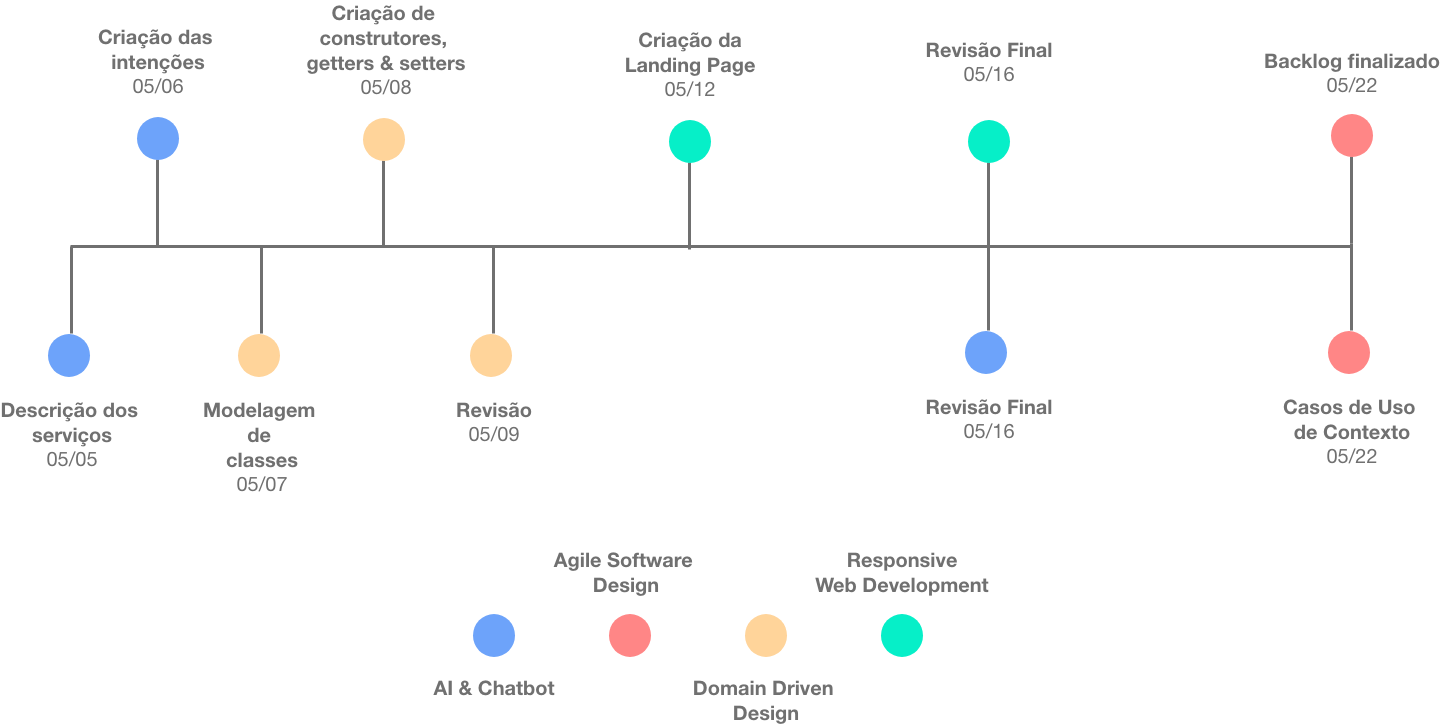 Criação das
intenções
05/06
Criação de
construtores,
getters & setters
05/08
Criação da
Landing Page
05/12
Revisão Final
05/16
Backlog finalizado
05/22
Descrição dos
serviços
05/05
Modelagem
de
classes
05/07
Revisão
05/09
Revisão Final
05/16
Casos de Uso
de Contexto
05/22
Agile Software
Design
Responsive
Web Development
AI & Chatbot
Domain Driven
Design